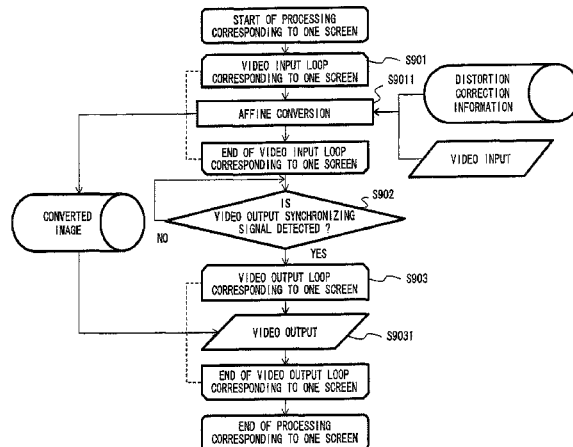 START OF PROCESSING
CORRESPONDING TO ONE SCREEN
S901
VIDEO INPUT LOOP
CORRESPONDING TO ONE SCREEN
S9011
DISTORTION
CORRECTION
INFORMATION
AFFINE CONVERSION
VIDEO INPUT
END OF VIDEO INPUT LOOP
CORRESPONDING TO ONE SCREEN
S902
IS
VIDEO OUTPUT SYNCHRONIZING
SIGNAL DETECTED ?
CONVERTED
IMAGE
NO
YES
S903
VIDEO OUTPUT LOOP
CORRESPONDING TO ONE SCREEN
VIDEO OUTPUT
S9031
END OF VIDEO OUTPUT LOOP
CORRESPONDING TO ONE SCREEN
END OF PROCESSING
CORRESPONDING TO ONE SCREEN